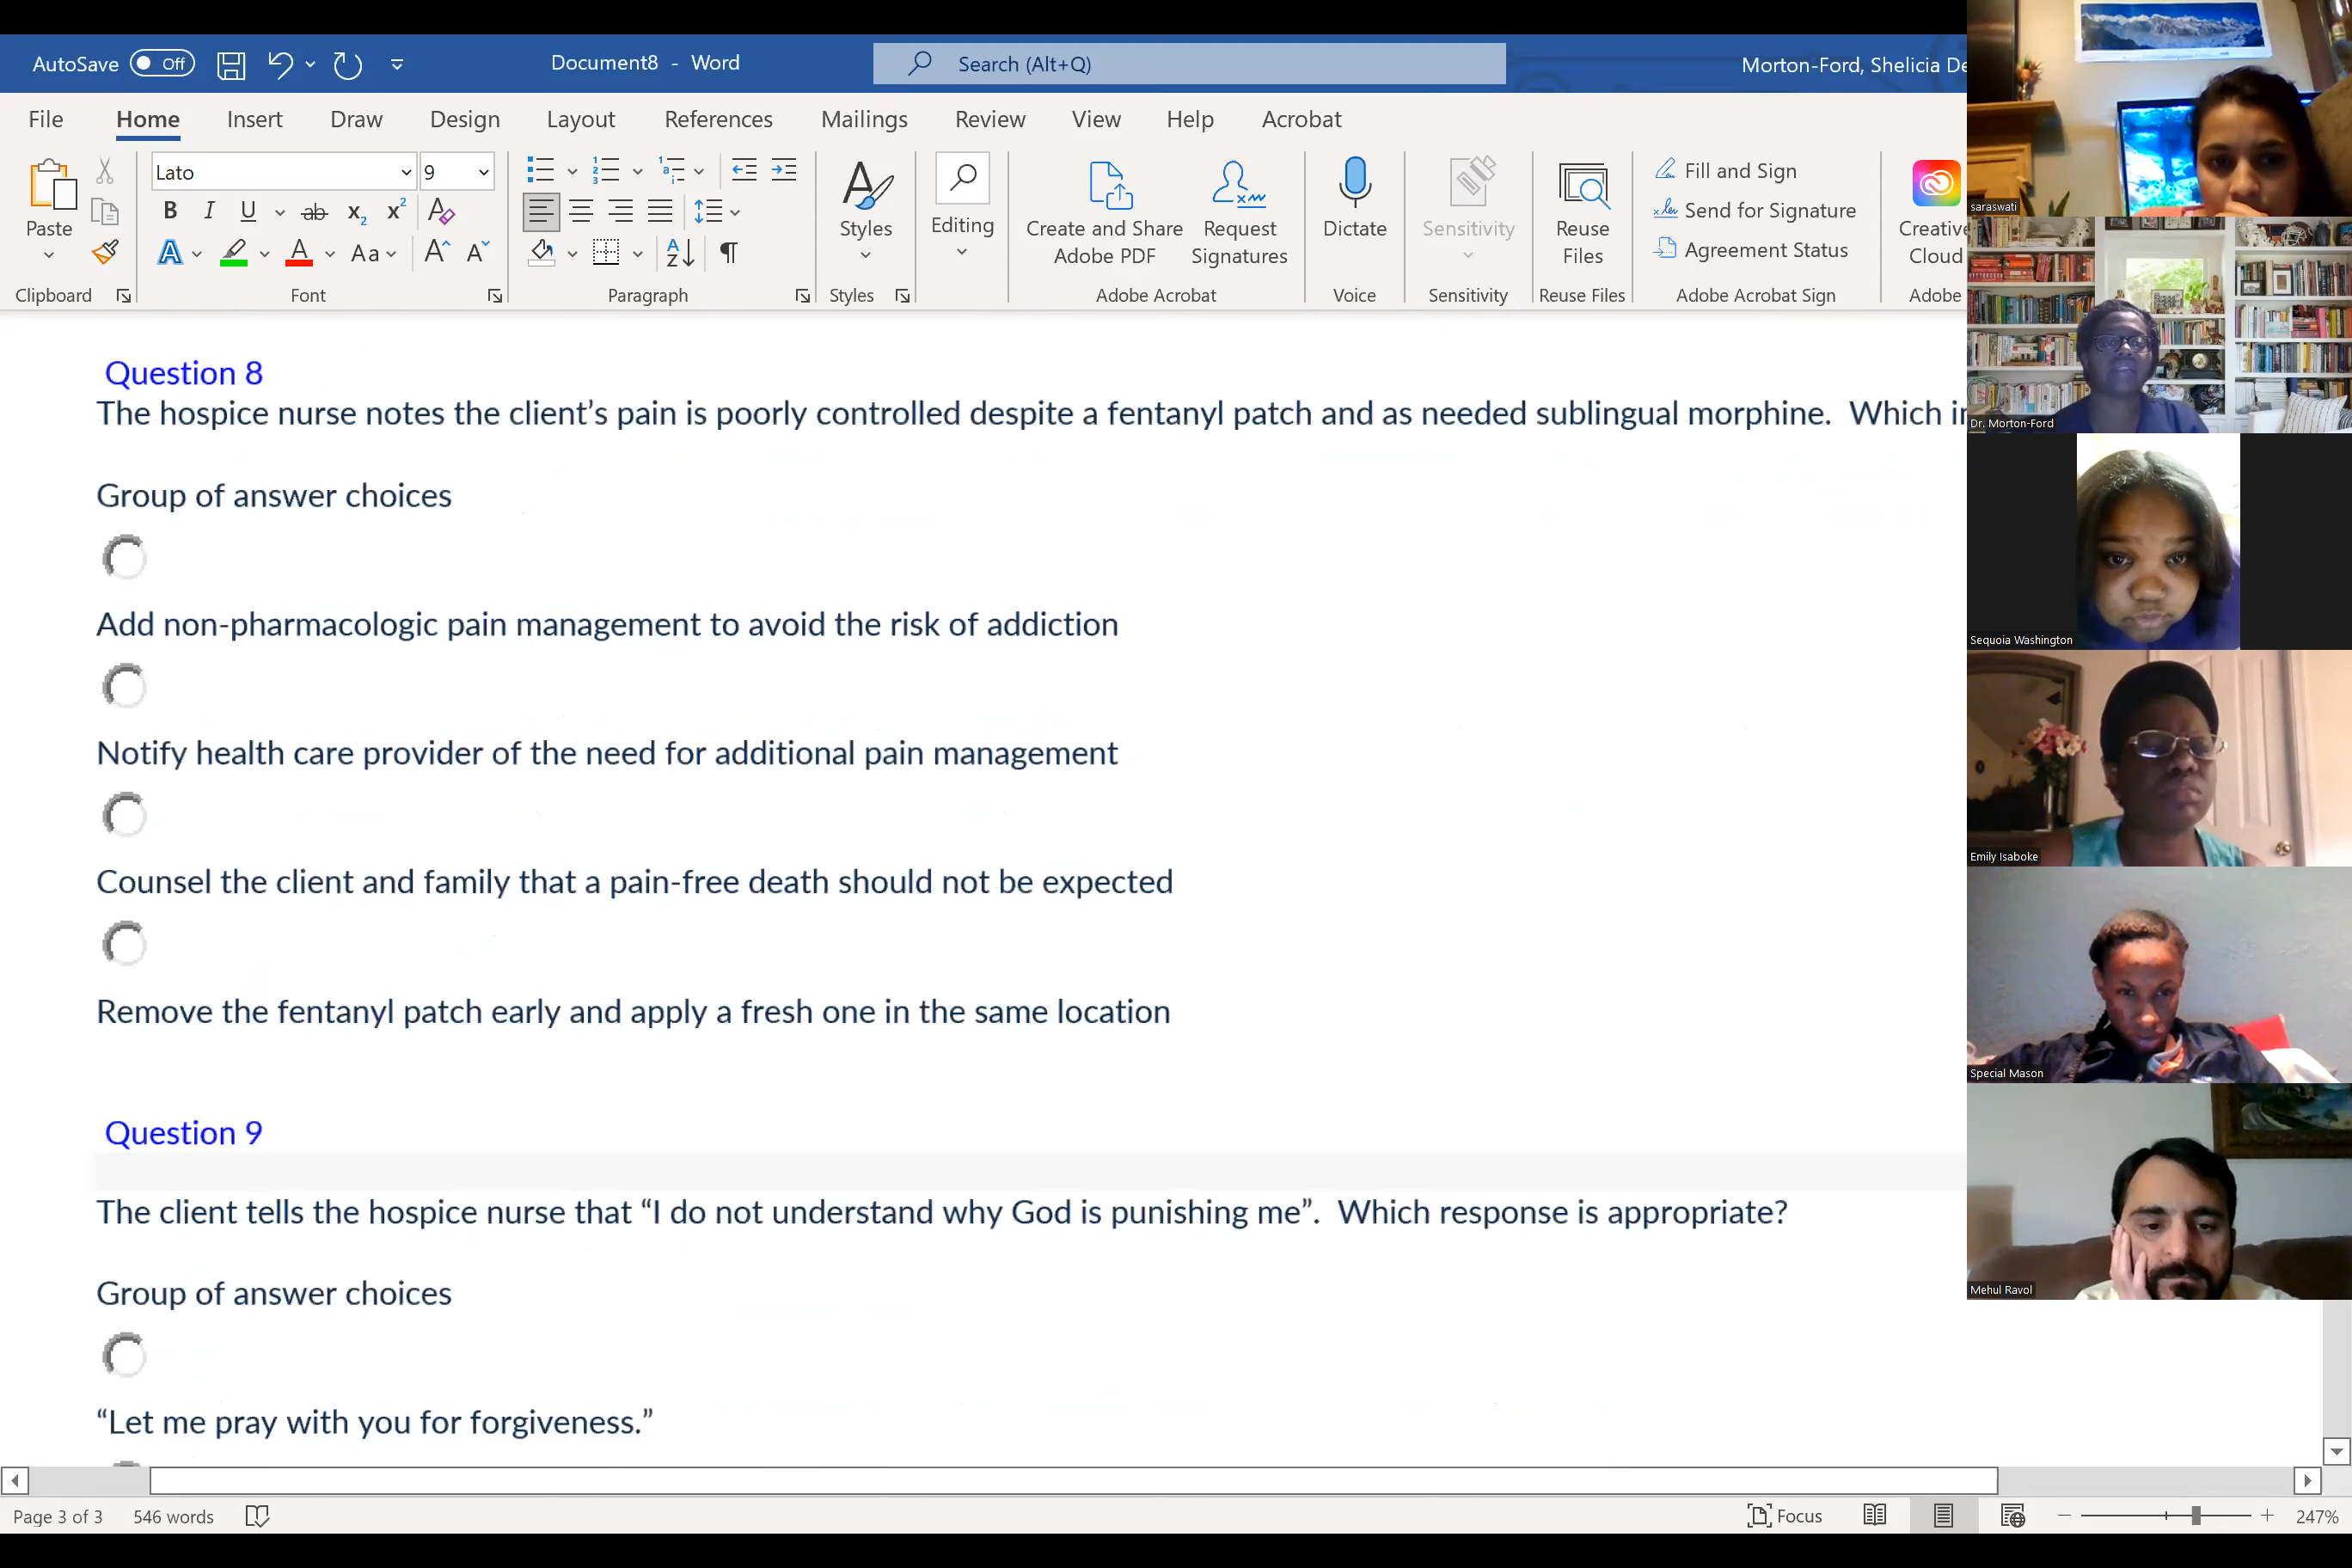 AutoSave Off Document8 - Word Search (Alt+Q) Morton-Ford, Shelicia De
File Home Insert Draw Design Layout References Mailings Review View Help Acrobat
Paste
Clipboard
Lato 9
B I U ab x2 x2 A
A A Aa A A
Font
Paragraph
Styles
Styles
Editing
Create and Share
Adobe PDF
Request
Signatures
Adobe Acrobat
Dictate
Voice
Sensitivity
Sensitivity
Reuse
Files
Reuse Files
Fill and Sign
Send for Signature
Agreement Status
Adobe Acrobat Sign
Creative
Cloud
Adobe
Question 8
The hospice nurse notes the client’s pain is poorly controlled despite a fentanyl patch and as needed sublingual morphine. Which
Group of answer choices
Add non-pharmacologic pain management to avoid the risk of addiction
Notify health care provider of the need for additional pain management
Counsel the client and family that a pain-free death should not be expected
Remove the fentanyl patch early and apply a fresh one in the same location
Question 9
The client tells the hospice nurse that “I do not understand why God is punishing me”. Which response is appropriate?
Group of answer choices
“Let me pray with you for forgiveness.”
Page 3 of 3 546 words Focus 247%
saraswati
Dr. Morton-Ford
Sequoia Washington
Emily Isaboke
Special Mason
Mehul Ravol